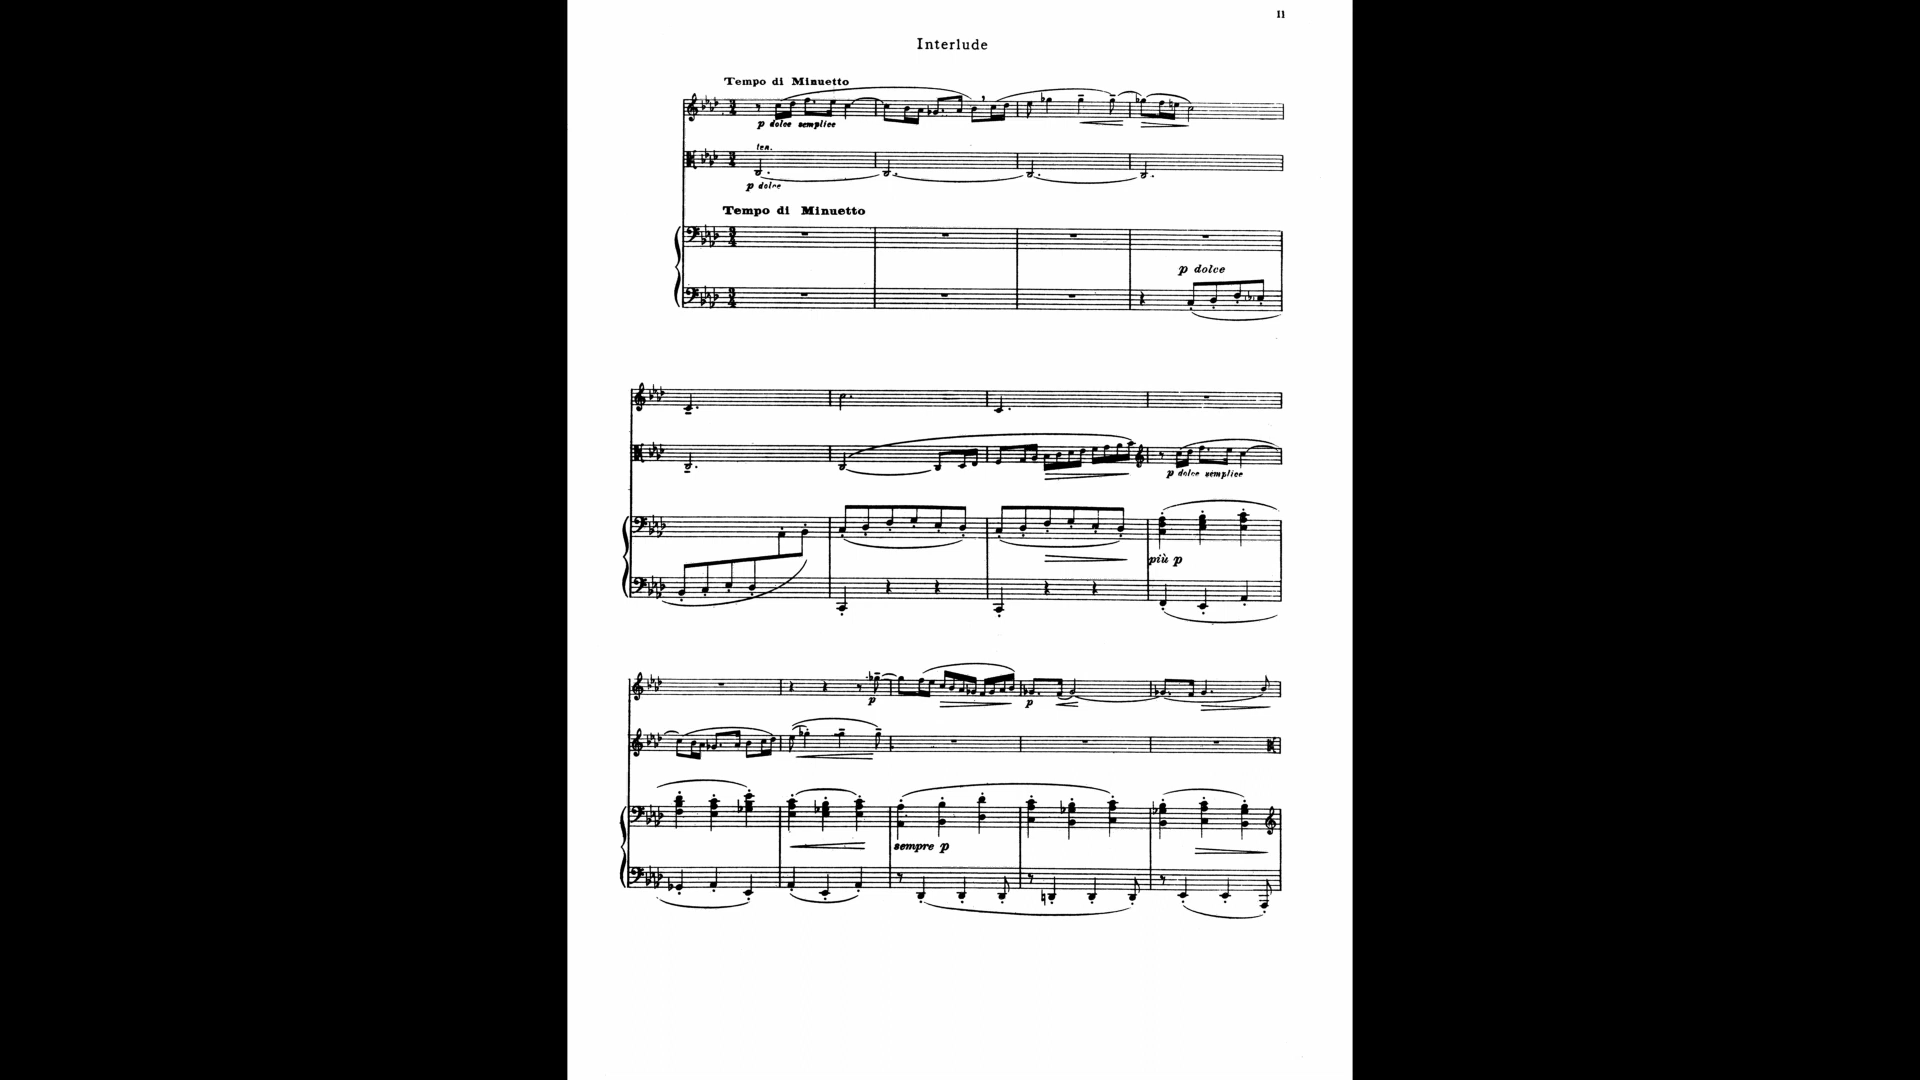 11
Interlude
Tempo di Minuetto
p dolce semplice
ten.
p dolce
Tempo di Minuetto
p dolce
p dolce semplice
più p
p
p
sempre p